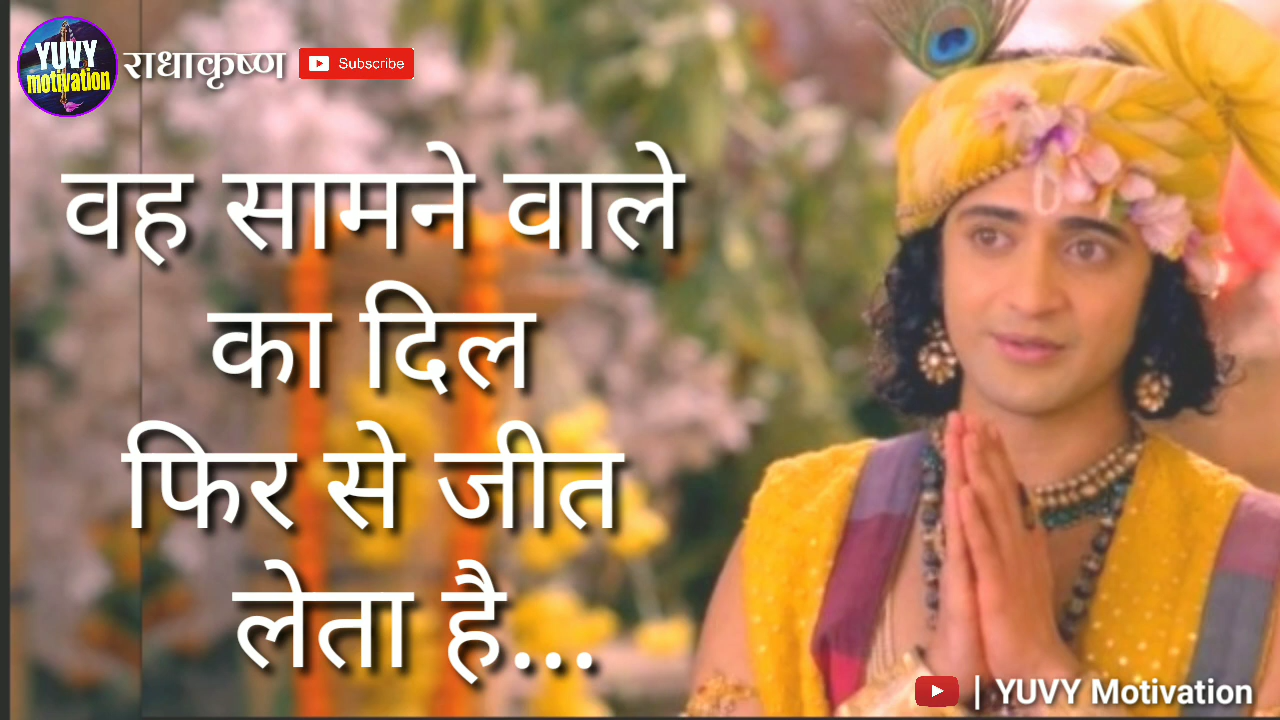 YUVY
motivation
राधाकृष्ण
Subscribe
वह सामने वाले
का दिल
फिर से जीत
लेता है...
| YUVY Motivation